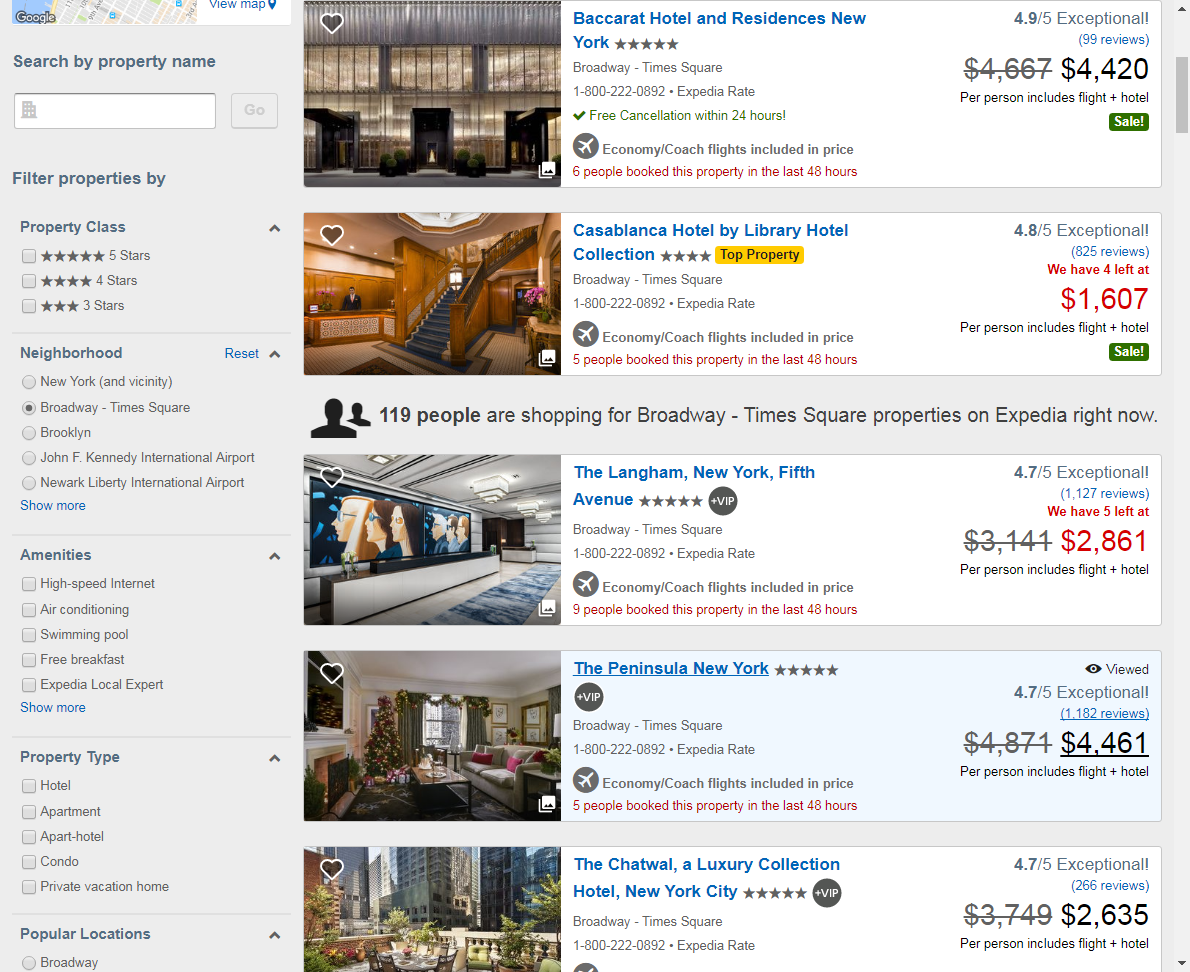 Google
View map
Search by property name
Go
Filter properties by
Property Class
5 Stars
4 Stars
3 Stars
Neighborhood Reset
New York (and vicinity)
Broadway - Times Square
Brooklyn
John F. Kennedy International Airport
Newark Liberty International Airport
Show more
Amenities
High-speed Internet
Air conditioning
Swimming pool
Free breakfast
Expedia Local Expert
Show more
Property Type
Hotel
Apartment
Apart-hotel
Condo
Private vacation home
Popular Locations
Broadway
Baccarat Hotel and Residences New
York
Broadway - Times Square
1-800-222-0892 • Expedia Rate
Free Cancellation within 24 hours!
Economy/Coach flights included in price
6 people booked this property in the last 48 hours
4.9/5 Exceptional!
(99 reviews)
$4,667 $4,420
Per person includes flight + hotel
Sale!
Casablanca Hotel by Library Hotel
Collection Top Property
Broadway - Times Square
1-800-222-0892 • Expedia Rate
Economy/Coach flights included in price
5 people booked this property in the last 48 hours
4.8/5 Exceptional!
(825 reviews)
We have 4 left at
$1,607
Per person includes flight + hotel
Sale!
119 people are shopping for Broadway - Times Square properties on Expedia right now.
The Langham, New York, Fifth
Avenue +VIP
Broadway - Times Square
1-800-222-0892 • Expedia Rate
Economy/Coach flights included in price
9 people booked this property in the last 48 hours
4.7/5 Exceptional!
(1,127 reviews)
We have 5 left at
$3,141 $2,861
Per person includes flight + hotel
The Peninsula New York
+VIP
Broadway - Times Square
1-800-222-0892 • Expedia Rate
Economy/Coach flights included in price
5 people booked this property in the last 48 hours
Viewed
4.7/5 Exceptional!
(1,182 reviews)
$4,871 $4,461
Per person includes flight + hotel
The Chatwal, a Luxury Collection
Hotel, New York City +VIP
Broadway - Times Square
1-800-222-0892 • Expedia Rate
4.7/5 Exceptional!
(266 reviews)
$3,749 $2,635
Per person includes flight + hotel